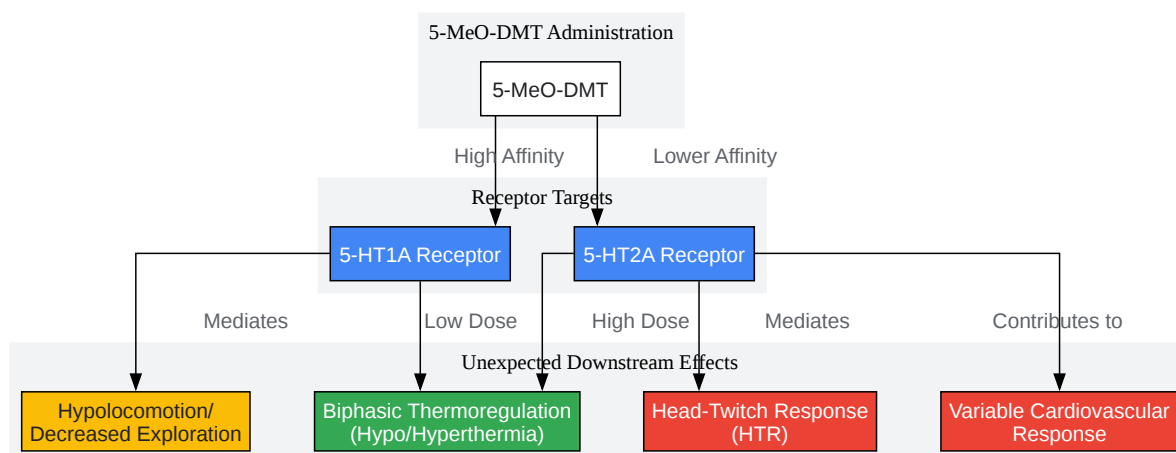 5-MeO-DMT Administration
5-MeO-DMT
High Affinity
Lower Affinity
Receptor Targets
5-HT1A Receptor
5-HT2A Receptor
Mediates
Low Dose
High Dose
Mediates
Contributes to
Unexpected Downstream Effects
Hypolocomotion/
Decreased Exploration
Biphasic Thermoregulation
(Hypo/Hyperthermia)
Head-Twitch Response
(HTR)
Variable Cardiovascular
Response